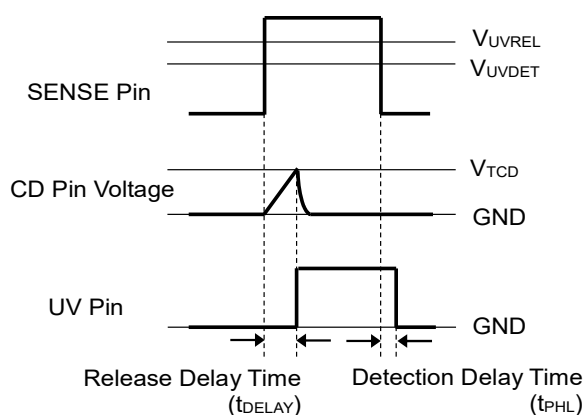 VUVREL
VUVDET
SENSE Pin
VTCD
CD Pin Voltage
GND
UV Pin
GND
Release Delay Time
(tDELAY)
Detection Delay Time
(tPHL)